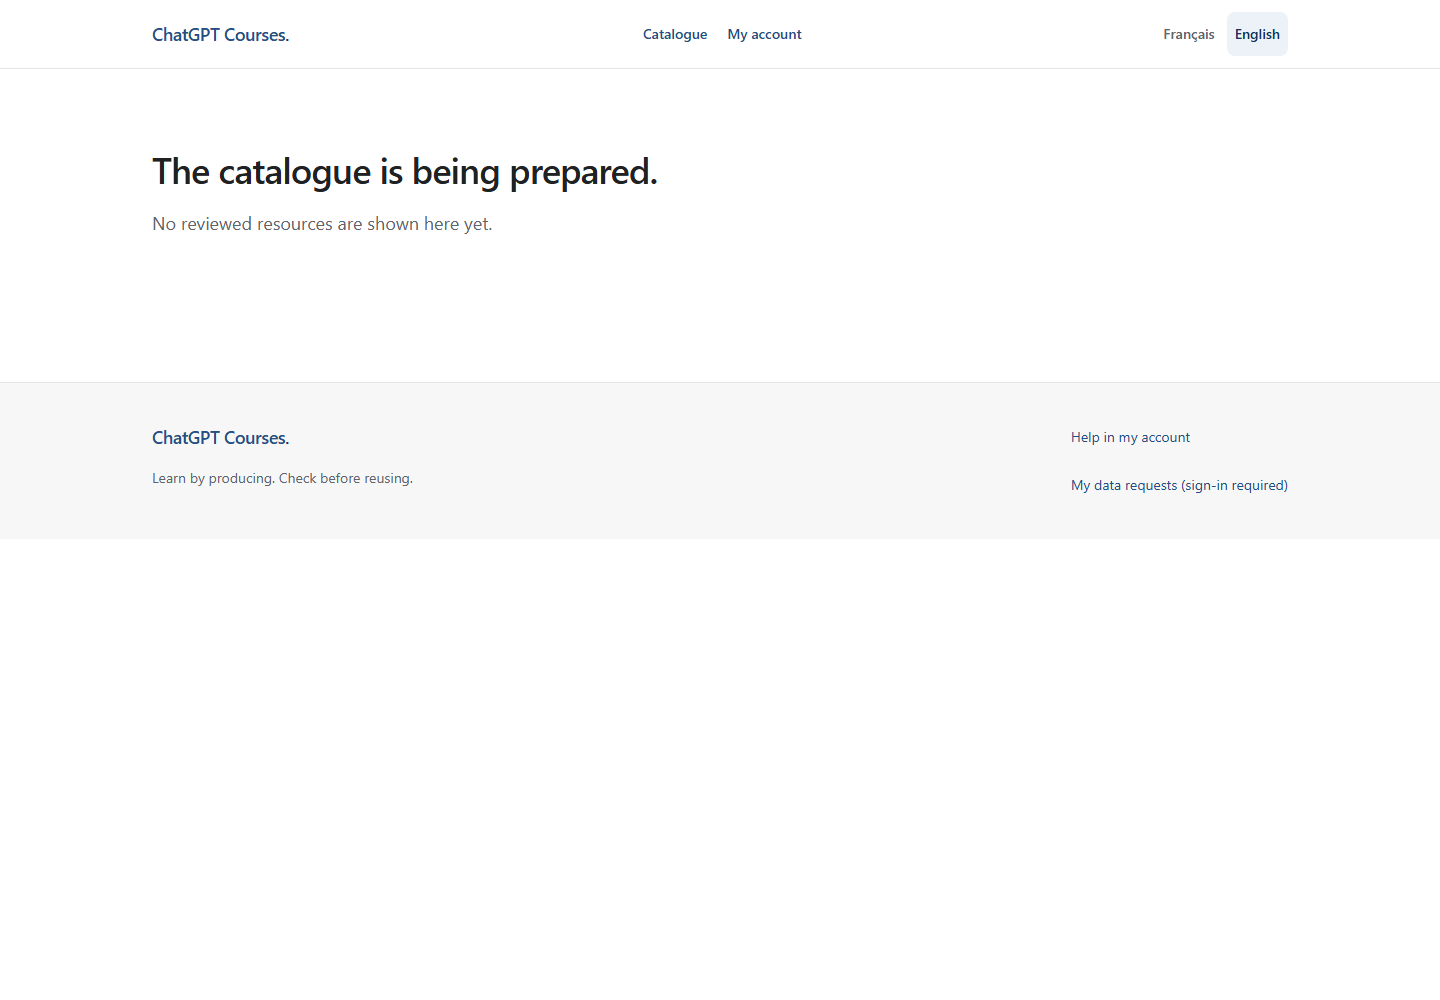 ChatGPT Courses.
Catalogue
My account
Français
English
The catalogue is being prepared.
No reviewed resources are shown here yet.
ChatGPT Courses.
Learn by producing. Check before reusing.
Help in my account
My data requests (sign-in required)